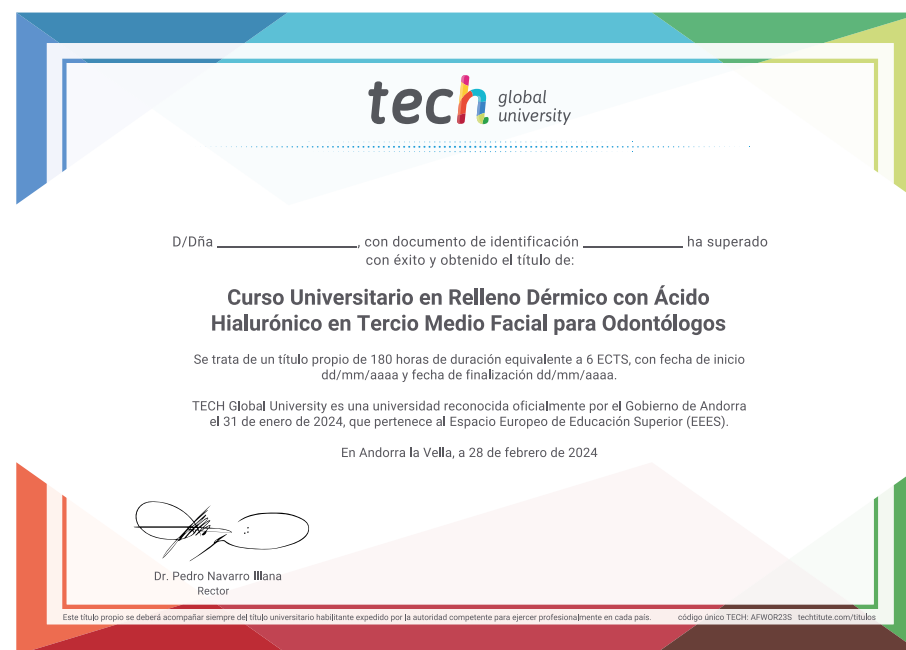 tech global
university
D/Dña ______________, con documento de identificación __________ ha superado
con éxito y obtenido el título de:
Curso Universitario en Relleno Dérmico con Ácido
Hialurónico en Tercio Medio Facial para Odontólogos
Se trata de un título propio de 180 horas de duración equivalente a 6 ECTS, con fecha de inicio
dd/mm/aaaa y fecha de finalización dd/mm/aaaa.
TECH Global University es una universidad reconocida oficialmente por el Gobierno de Andorra
el 31 de enero de 2024, que pertenece al Espacio Europeo de Educación Superior (EEES).
En Andorra la Vella, a 28 de febrero de 2024
Dr. Pedro Navarro Illana
Rector
Este título propio se deberá acompañar siempre del título universitario habilitante expedido por la autoridad competente para ejercer profesionalmente en cada país. código único TECH: AFWOR23S techtitute.com/titulos